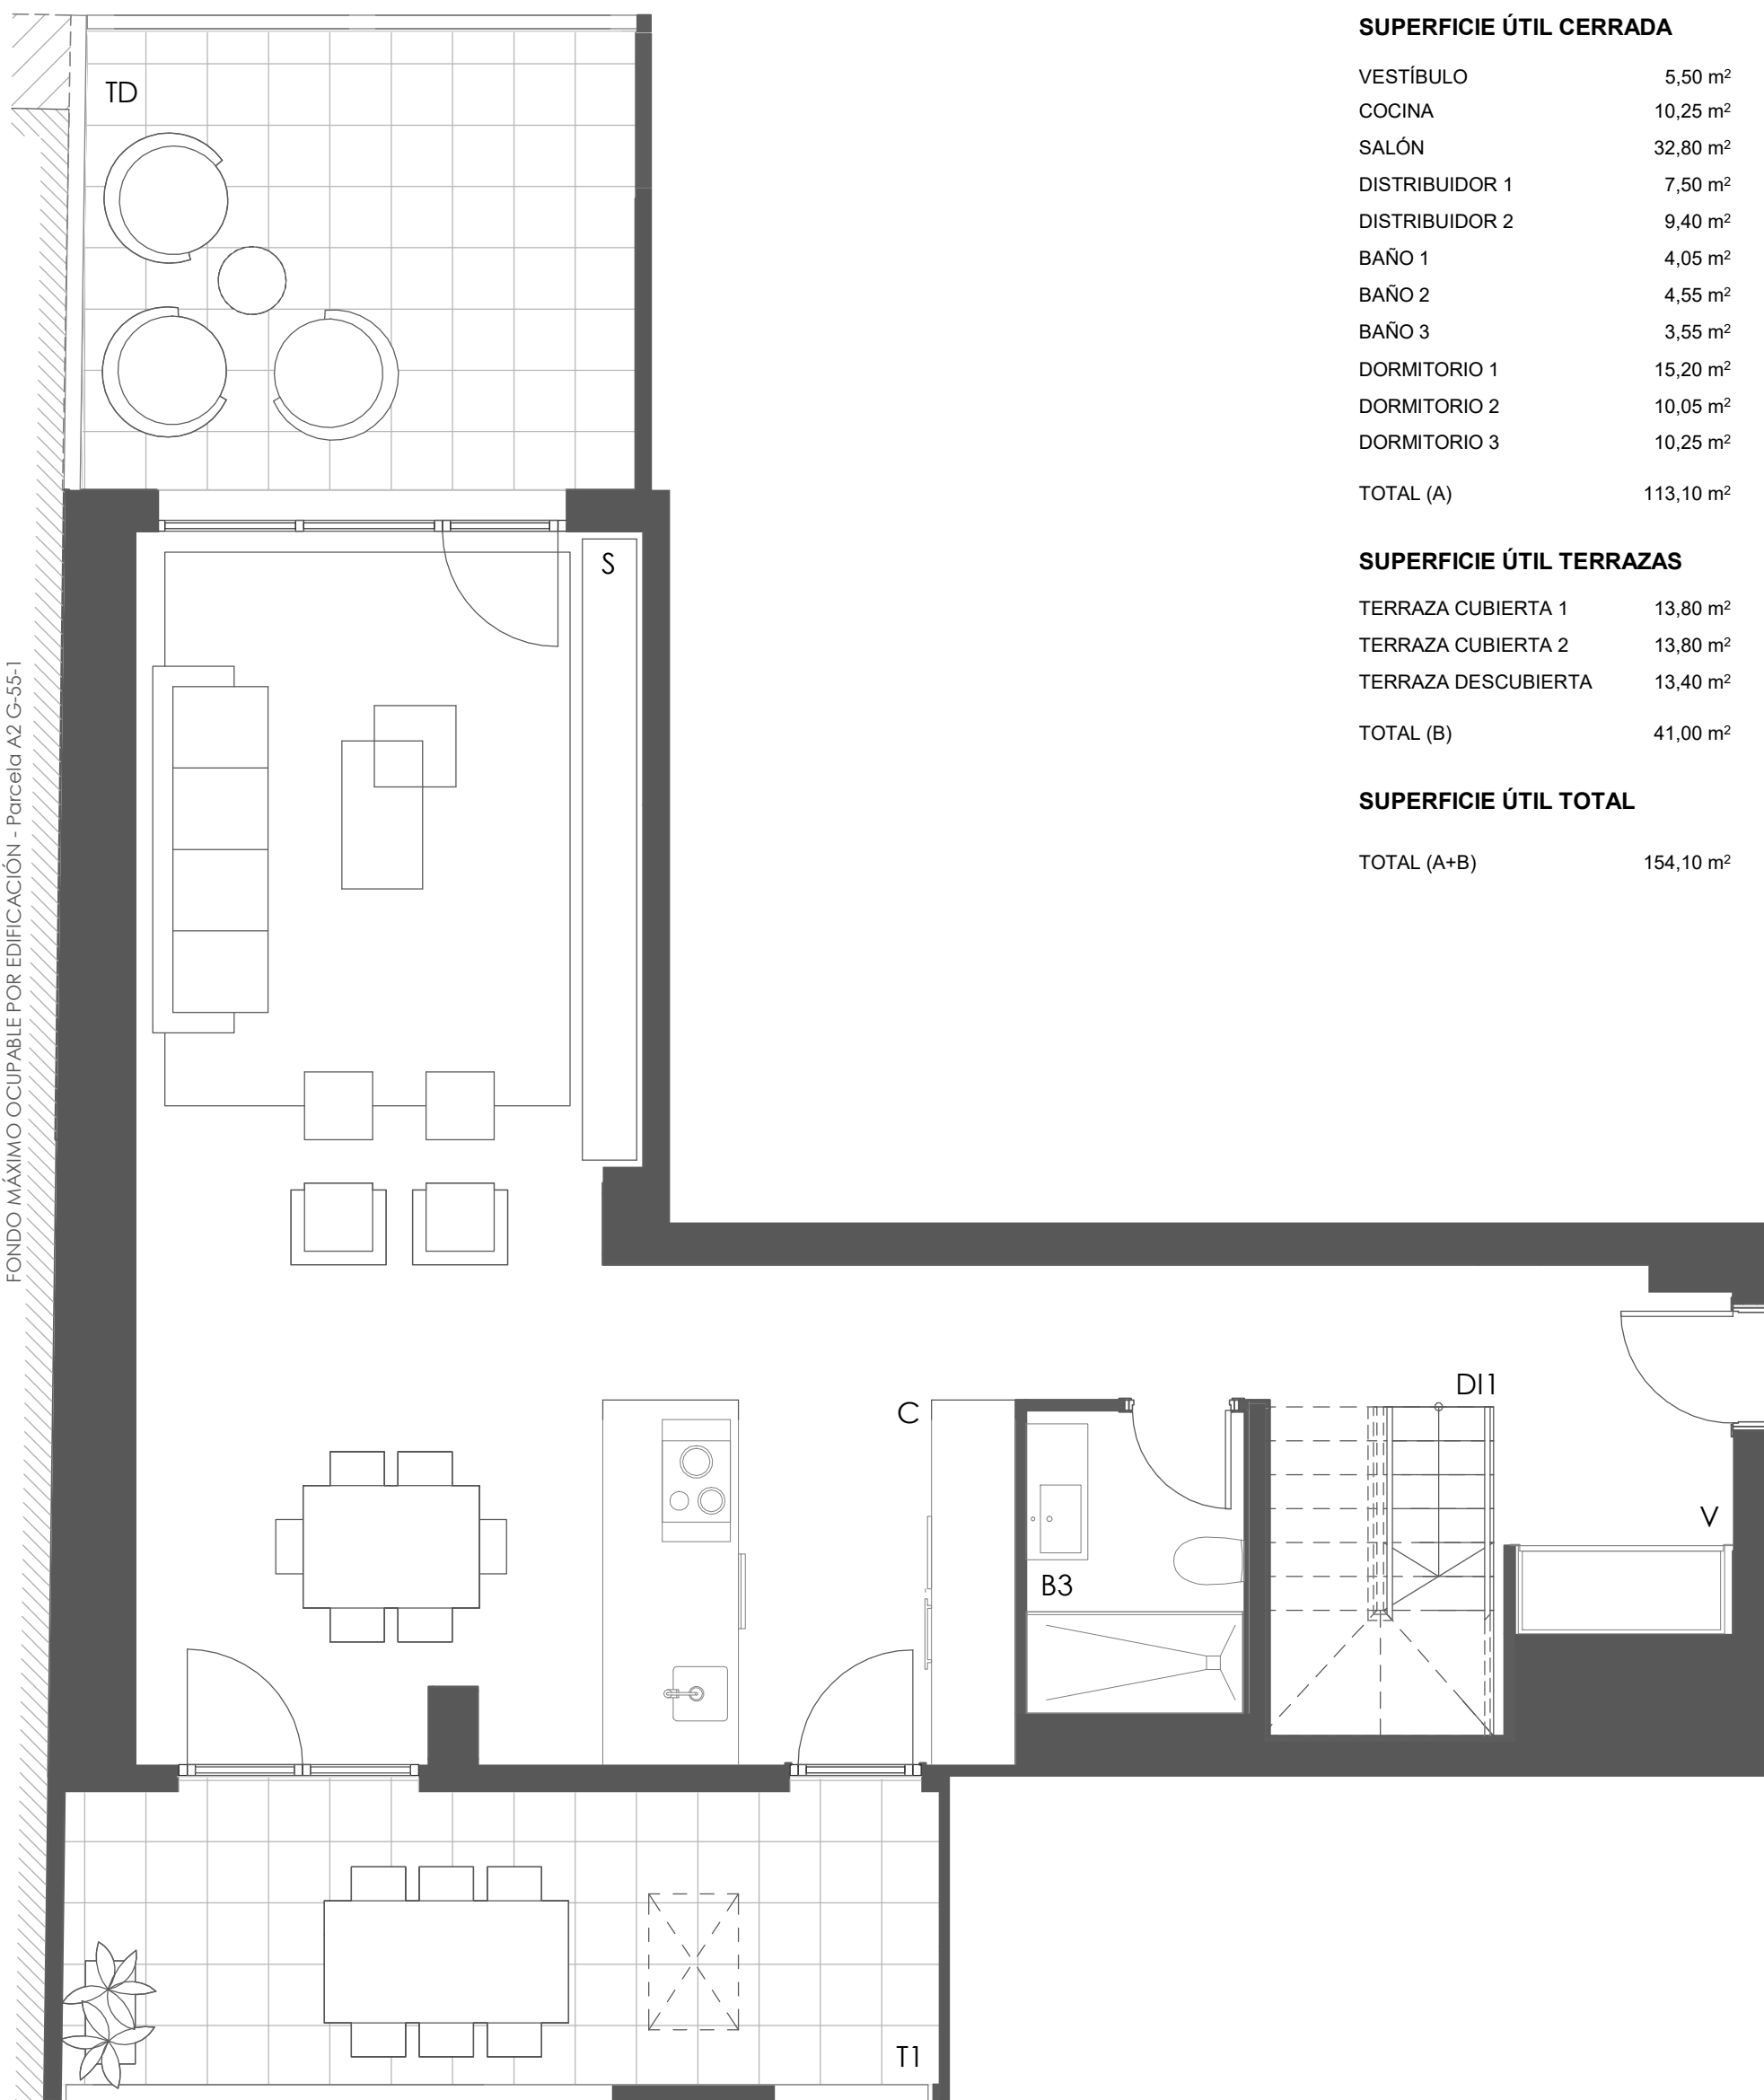 SUPERFICIE ÚTIL CERRADA
VESTÍBULO 5,50 m²
COCINA 10,25 m²
SALÓN 32,80 m²
DISTRIBUIDOR 1 7,50 m²
DISTRIBUIDOR 2 9,40 m²
BAÑO 1 4,05 m²
BAÑO 2 4,55 m²
BAÑO 3 3,55 m²
DORMITORIO 1 15,20 m²
DORMITORIO 2 10,05 m²
DORMITORIO 3 10,25 m²
TOTAL (A) 113,10 m²
SUPERFICIE ÚTIL TERRAZAS
TERRAZA CUBIERTA 1 13,80 m²
TERRAZA CUBIERTA 2 13,80 m²
TERRAZA DESCUBIERTA 13,40 m²
TOTAL (B) 41,00 m²
SUPERFICIE ÚTIL TOTAL
TOTAL (A+B) 154,10 m²
TD
S
FONDO MÁXIMO OCUPABLE POR EDIFICACIÓN - Parcela A2 G-55-1
C
DI1
V
B3
T1